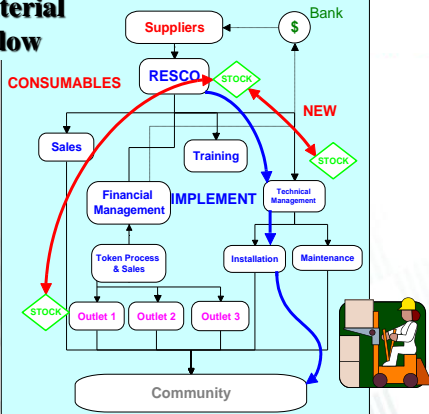 terial
low
Suppliers
$
Bank
CONSUMABLES
RESCO
STOCK
NEW
Sales
Training
STOCK
Financial
Management
IMPLEMENT
Technical
Management
Token Process
& Sales
Installation
Maintenance
STOCK
Outlet 1
Outlet 2
Outlet 3
Community